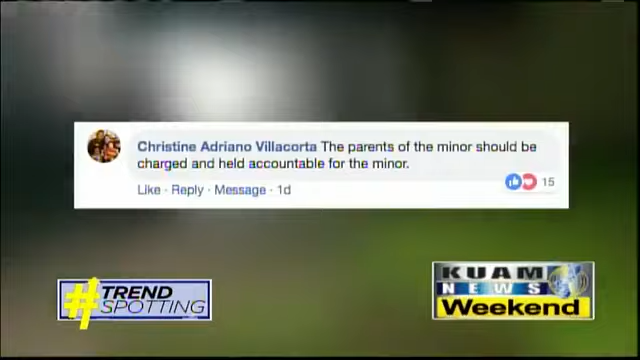 Christine Adriano Villacorta The parents of the minor should be
charged and held accountable for the minor.
Like · Reply · Message · 1d
15
#TREND
SPOTTING
KUAM
NEWS
Weekend